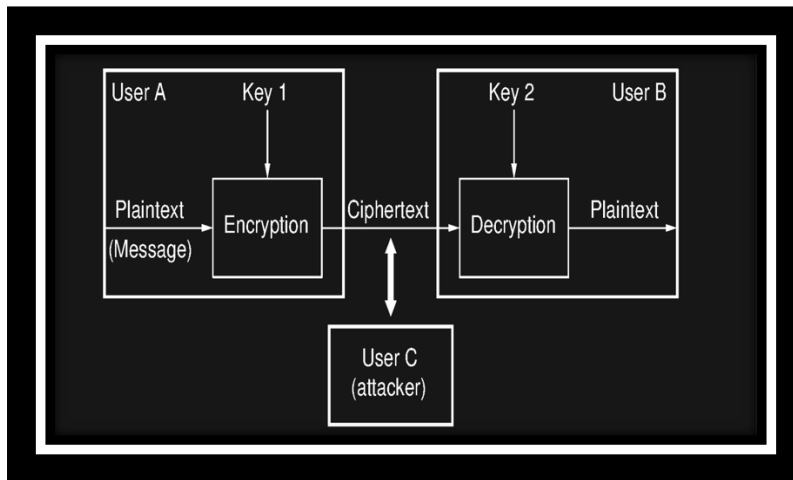 User A
Key 1
Key 2
User B
Plaintext
(Message)
Encryption
Ciphertext
Decryption
Plaintext
User C
(attacker)